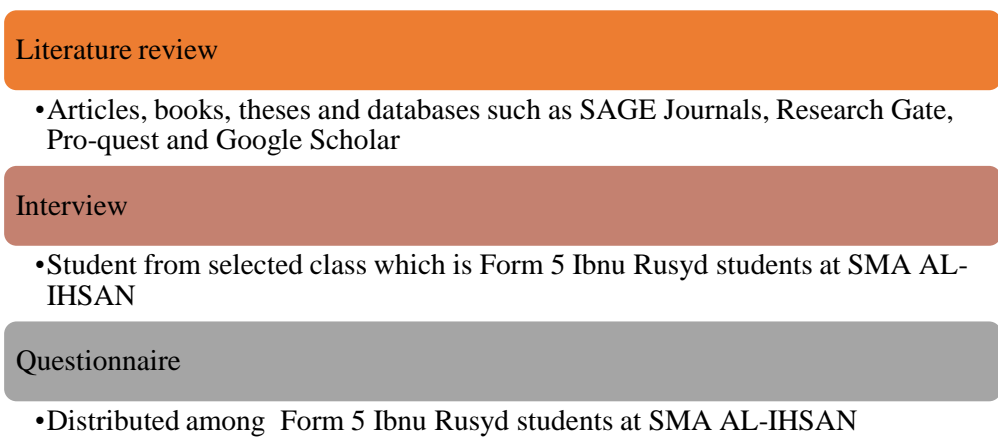 Literature review
•Articles, books, theses and databases such as SAGE Journals, Research Gate,
Pro-quest and Google Scholar
Interview
•Student from selected class which is Form 5 Ibnu Rusyd students at SMA AL-
IHSAN
Questionnaire
•Distributed among  Form 5 Ibnu Rusyd students at SMA AL-IHSAN